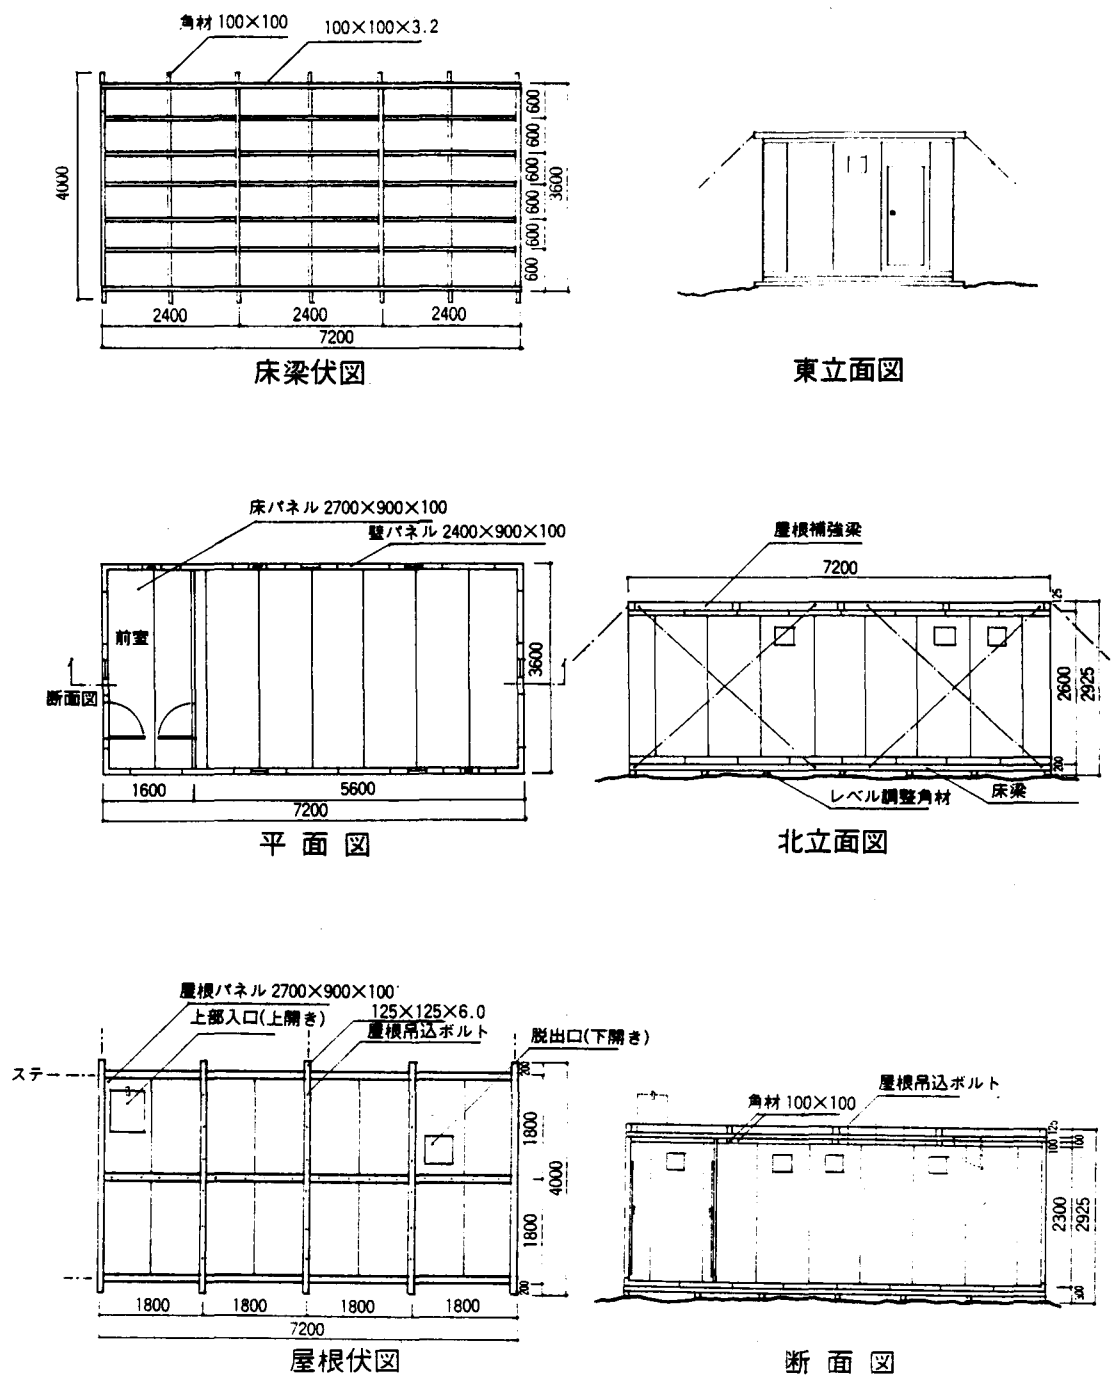 角材 100×100
100×100×3.2
4000
600
600
600
600
600
600
3600
2400
2400
2400
7200
床梁伏図
東立面図
床パネル 2700×900×100
壁パネル 2400×900×100
前室
断面図
3600
1600
5600
7200
平面図
屋根補強梁
7200
125
2600
2925
200
レベル調整角材
床梁
北立面図
屋根パネル 2700×900×100
上部入口(上開き)
125×125×6.0
屋根吊込ボルト
脱出口(下開き)
ステー
200
1800
1800
4000
200
1800
1800
1800
1800
7200
屋根伏図
屋根吊込ボルト
角材 100×100
125
100
100
2300
2925
300
断面図